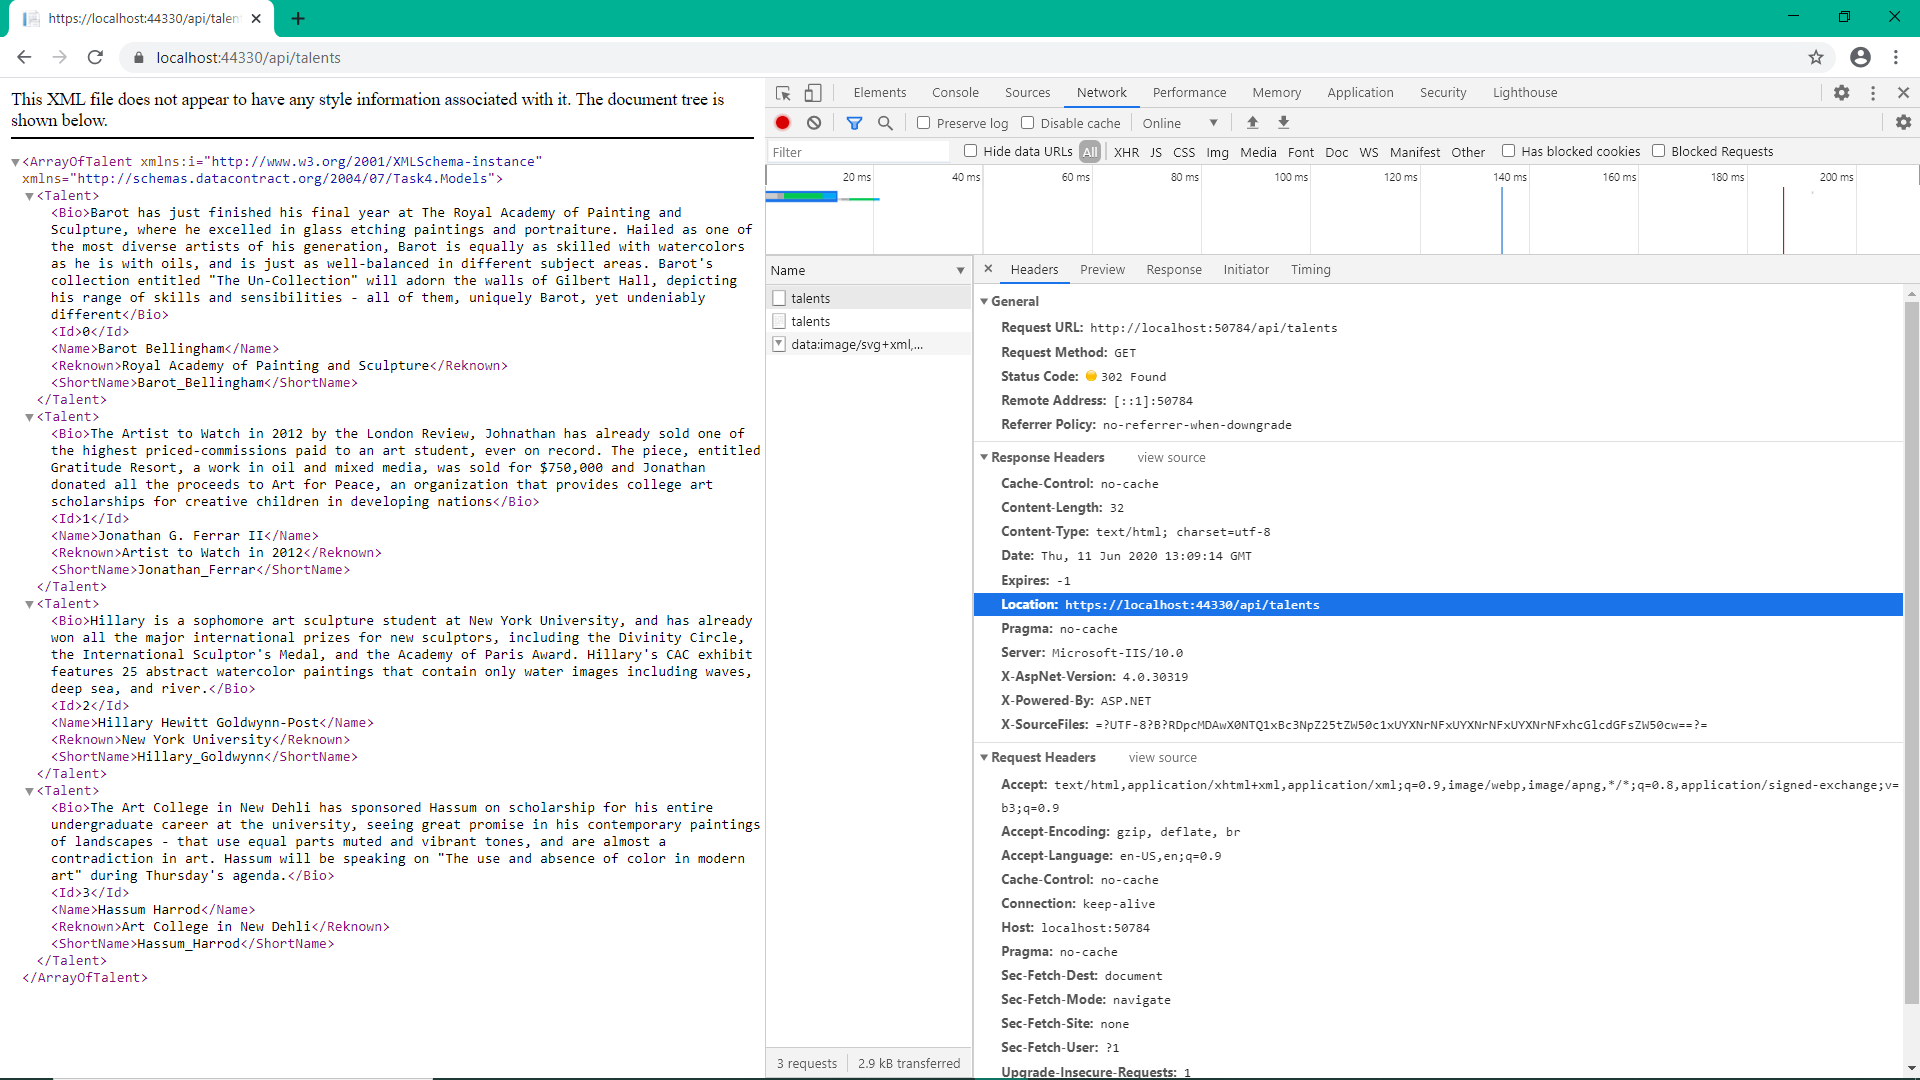 https://localhost:44330/api/talen
localhost:44330/api/talents
This XML file does not appear to have any style information associated with it. The document tree is
shown below.
<ArrayOfTalent xmlns:i="http://www.w3.org/2001/XMLSchema-instance"
xmlns="http://schemas.datacontract.org/2004/07/Task4.Models">
<Talent>
<Bio>Barot has just finished his final year at The Royal Academy of Painting and
Sculpture, where he excelled in glass etching paintings and portraiture. Hailed as one of
the most diverse artists of his generation, Barot is equally as skilled with watercolors
as he is with oils, and is just as well-balanced in different subject areas. Barot's
collection entitled "The Un-Collection" will adorn the walls of Gilbert Hall, depicting
his range of skills and sensibilities - all of them, uniquely Barot, yet undeniably
different</Bio>
<Id>0</Id>
<Name>Barot Bellingham</Name>
<Reknown>Royal Academy of Painting and Sculpture</Reknown>
<ShortName>Barot_Bellingham</ShortName>
</Talent>
<Talent>
<Bio>The Artist to Watch in 2012 by the London Review, Johnathan has already sold one of
the highest priced-commissions paid to an art student, ever on record. The piece, entitled
Gratitude Resort, a work in oil and mixed media, was sold for $750,000 and Jonathan
donated all the proceeds to Art for Peace, an organization that provides college art
scholarships for creative children in developing nations</Bio>
<Id>1</Id>
<Name>Jonathan G. Ferrar II</Name>
<Reknown>Artist to Watch in 2012</Reknown>
<ShortName>Jonathan_Ferrar</ShortName>
</Talent>
<Talent>
<Bio>Hillary is a sophomore art sculpture student at New York University, and has already
won all the major international prizes for new sculptors, including the Divinity Circle,
the International Sculptor's Medal, and the Academy of Paris Award. Hillary's CAC exhibit
features 25 abstract watercolor paintings that contain only water images including waves,
deep sea, and river.</Bio>
<Id>2</Id>
<Name>Hillary Hewitt Goldwynn-Post</Name>
<Reknown>New York University</Reknown>
<ShortName>Hillary_Goldwynn</ShortName>
</Talent>
<Talent>
<Bio>The Art College in New Dehli has sponsored Hassum on scholarship for his entire
undergraduate career at the university, seeing great promise in his contemporary paintings
of landscapes - that use equal parts muted and vibrant tones, and are almost a
contradiction in art. Hassum will be speaking on "The use and absence of color in modern
art" during Thursday's agenda.</Bio>
<Id>3</Id>
<Name>Hassum Harrod</Name>
<Reknown>Art College in New Dehli</Reknown>
<ShortName>Hassum_Harrod</ShortName>
</Talent>
</ArrayOfTalent>
Elements Console Sources Network Performance Memory Application Security Lighthouse
Preserve log Disable cache Online
Filter Hide data URLs All XHR JS CSS Img Media Font Doc WS Manifest Other Has blocked cookies Blocked Requests
20 ms 40 ms 60 ms 80 ms 100 ms 120 ms 140 ms 160 ms 180 ms 200 ms
Name
talents
talents
data:image/svg+xml,...
3 requests 2.9 kB transferred
Headers Preview Response Initiator Timing
General
Request URL: http://localhost:50784/api/talents
Request Method: GET
Status Code: 302 Found
Remote Address: [::1]:50784
Referrer Policy: no-referrer-when-downgrade
Response Headers view source
Cache-Control: no-cache
Content-Length: 32
Content-Type: text/html; charset=utf-8
Date: Thu, 11 Jun 2020 13:09:14 GMT
Expires: -1
Location: https://localhost:44330/api/talents
Pragma: no-cache
Server: Microsoft-IIS/10.0
X-AspNet-Version: 4.0.30319
X-Powered-By: ASP.NET
X-SourceFiles: =?UTF-8?B?RDpcMDAwX0NTQ1xBc3NpZ25tZW50c1xUYXNrNFxUYXNrNFxUYXNrNFxhcGlcdGFsZW50cw==?=
Request Headers view source
Accept: text/html,application/xhtml+xml,application/xml;q=0.9,image/webp,image/apng,*/*;q=0.8,application/signed-exchange;v=
b3;q=0.9
Accept-Encoding: gzip, deflate, br
Accept-Language: en-US,en;q=0.9
Cache-Control: no-cache
Connection: keep-alive
Host: localhost:50784
Pragma: no-cache
Sec-Fetch-Dest: document
Sec-Fetch-Mode: navigate
Sec-Fetch-Site: none
Sec-Fetch-User: ?1
Upgrade-Insecure-Requests: 1